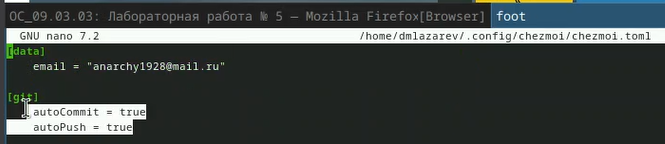 ОС_09.03.03: Лабораторная работа № 5 — Mozilla Firefox[Browser] foot
GNU nano 7.2 /home/dmlazarev/.config/chezmoi/chezmoi.toml
[data]
email = "anarchy1928@mail.ru"
[git]
autoCommit = true
autoPush = true